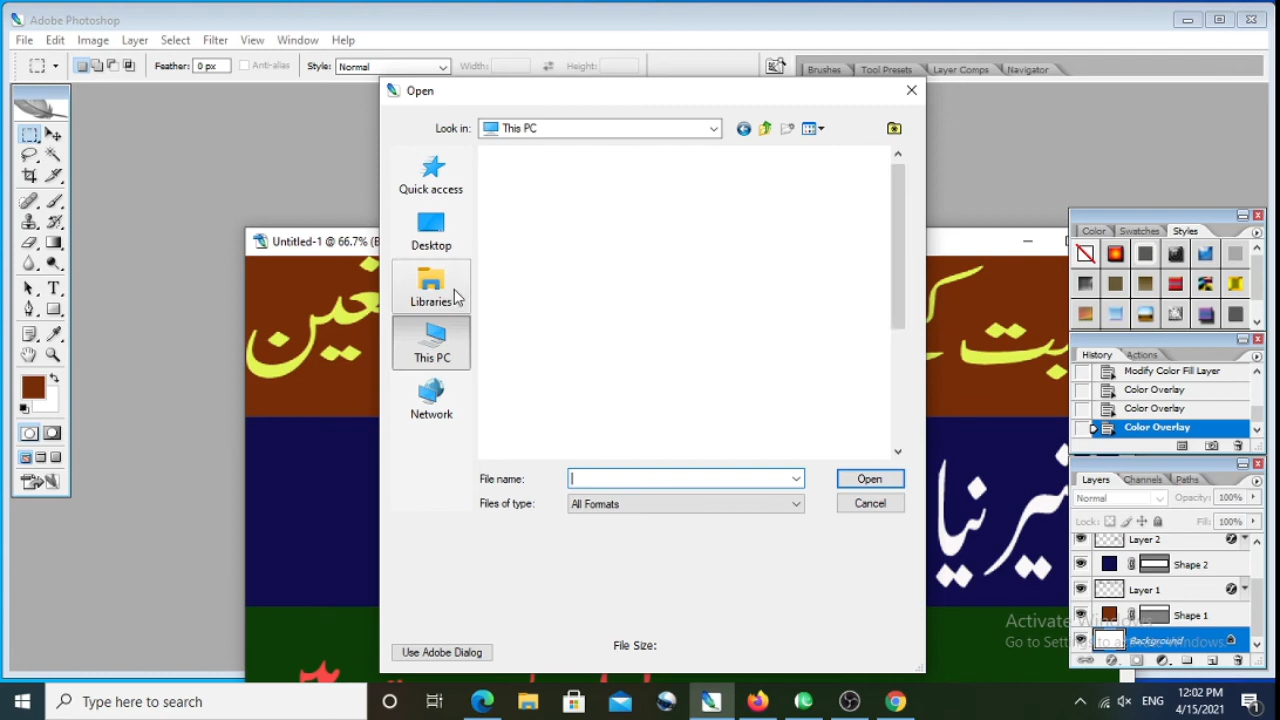 Adobe Photoshop
File Edit Image Layer Select Filter View Window Help
Feather: 0 px Anti-alias Style: Normal Width: Height:
Brushes Tool Presets Layer Comps Navigator
Open
Look in: This PC
Quick access
Desktop
Libraries
This PC
Network
File name: Open
Files of type: All Formats Cancel
File Size:
Use Adobe Dialog
Untitled-1 @ 66.7%
Color Swatches Styles
History Actions
Modify Color Fill Layer
Color Overlay
Color Overlay
Color Overlay
Layers Channels Paths
Normal Opacity: 100%
Lock: Fill: 100%
Layer 2
Shape 2
Layer 1
Shape 1
Background
Activate Windows
Go to Settings to activate Windows.
Type here to search
ENG
12:02 PM
4/15/2021
1